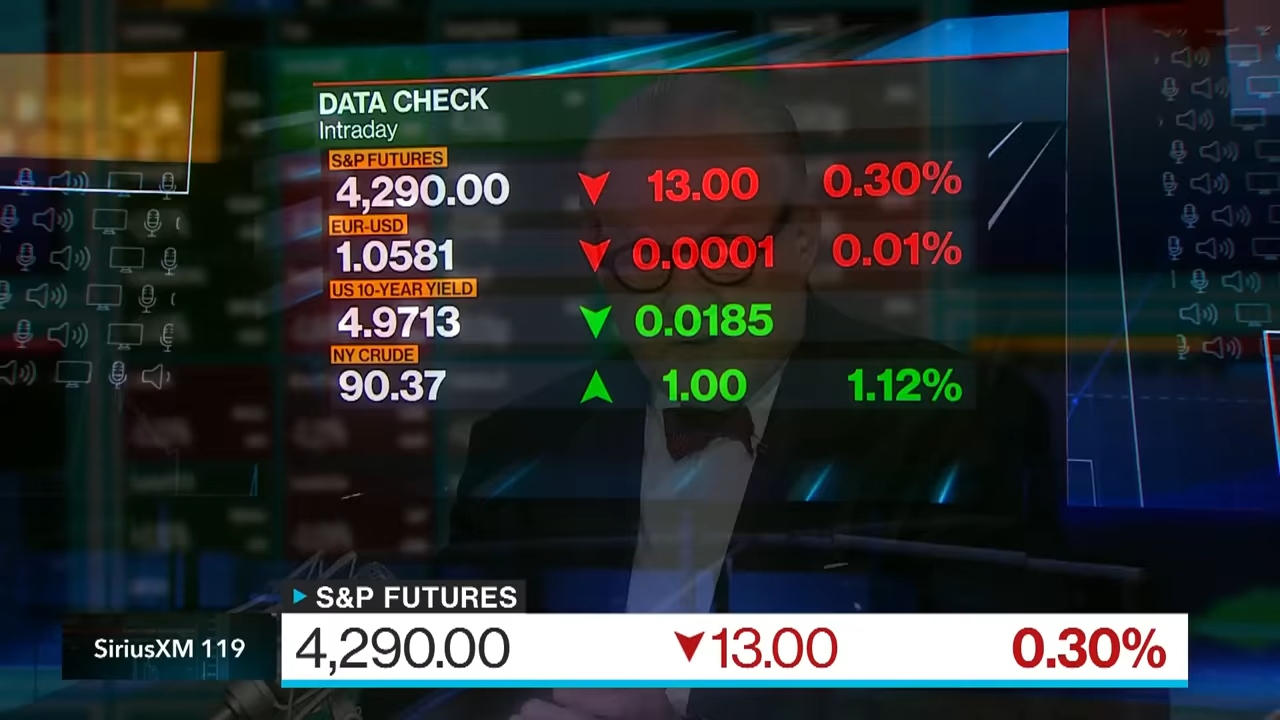 DATA CHECK
Intraday
S&P FUTURES
4,290.00 ▼ 13.00 0.30%
EUR-USD
1.0581 ▼ 0.0001 0.01%
US 10-YEAR YIELD
4.9713 ▼ 0.0185
NY CRUDE
90.37 ▲ 1.00 1.12%
S&P FUTURES
SiriusXM 119
4,290.00 ▼13.00 0.30%